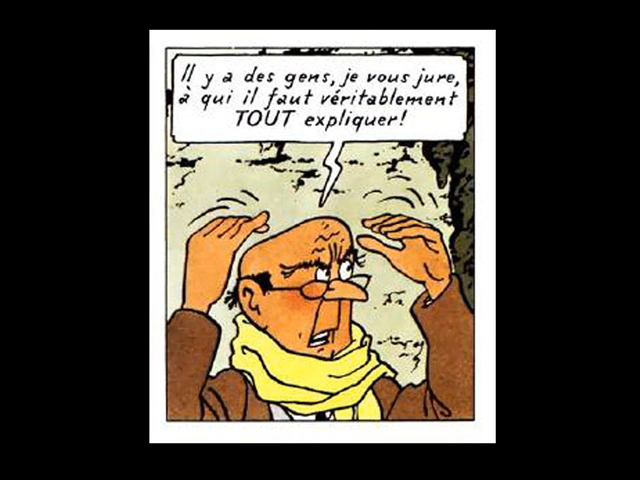 Il y a des gens, je vous jure,
à qui il faut véritablement
TOUT expliquer!